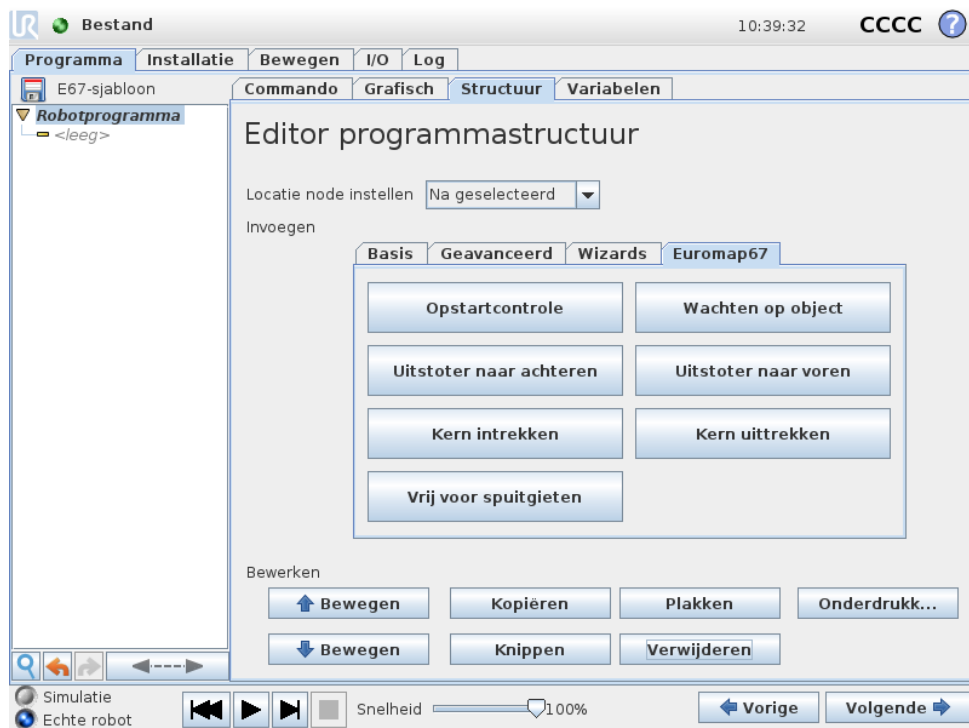 UR Bestand 10:39:32 CCCC ?
Programma Installatie Bewegen I/O Log
E67-sjabloon Commando Grafisch Structuur Variabelen
Robotprogramma
<leeg>
Editor programmastructuur
Locatie node instellen Na geselecteerd
Invoegen
Basis Geavanceerd Wizards Euromap67
Opstartcontrole Wachten op object
Uitstoter naar achteren Uitstoter naar voren
Kern intrekken Kern uittrekken
Vrij voor spuitgieten
Bewerken
Bewegen Kopiëren Plakken Onderdrukk...
Bewegen Knippen Verwijderen
Simulatie
Echte robot
Snelheid 100%
Vorige Volgende